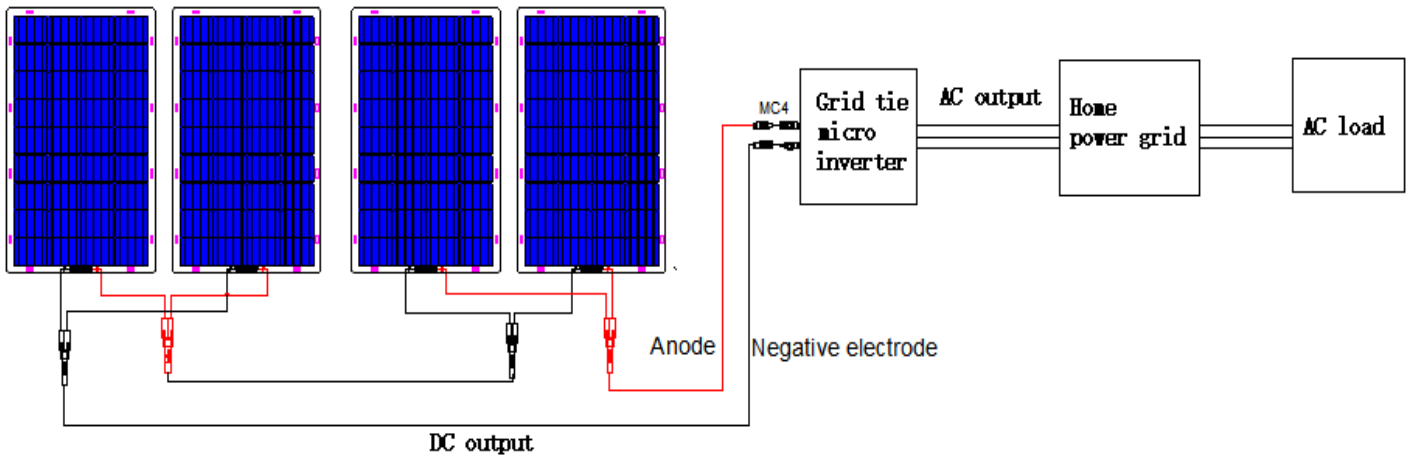 MC4
Grid tie
micro
inverter
AC output
Home
power grid
AC load
Anode
Negative electrode
DC output